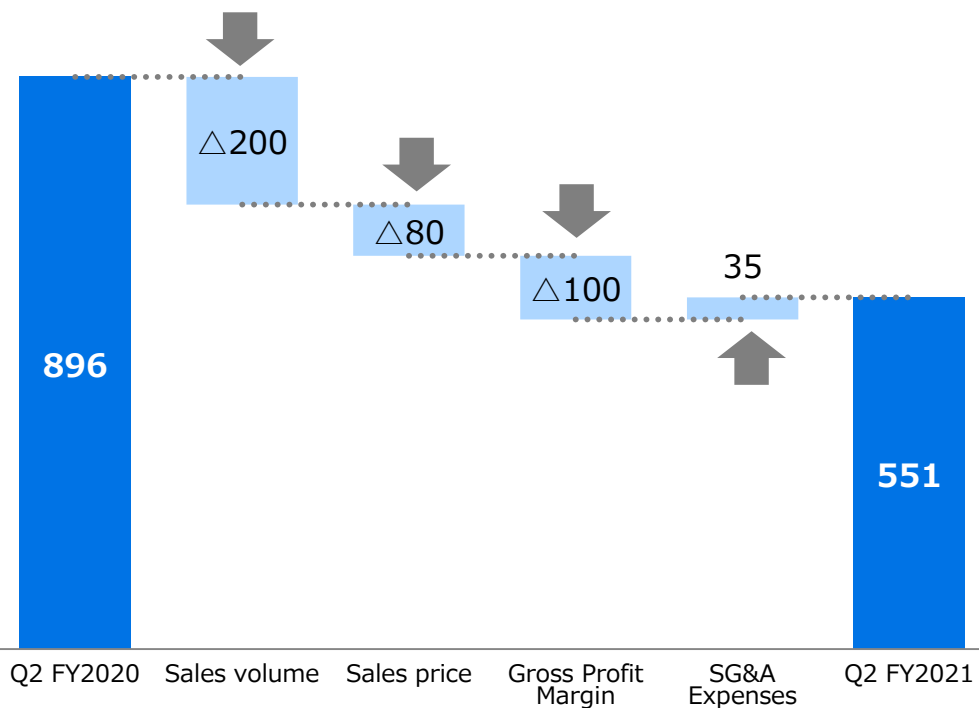 △200
△80
△100
35
896
551
Q2 FY2020
Sales volume
Sales price
Gross Profit
Margin
SG&A
Expenses
Q2 FY2021